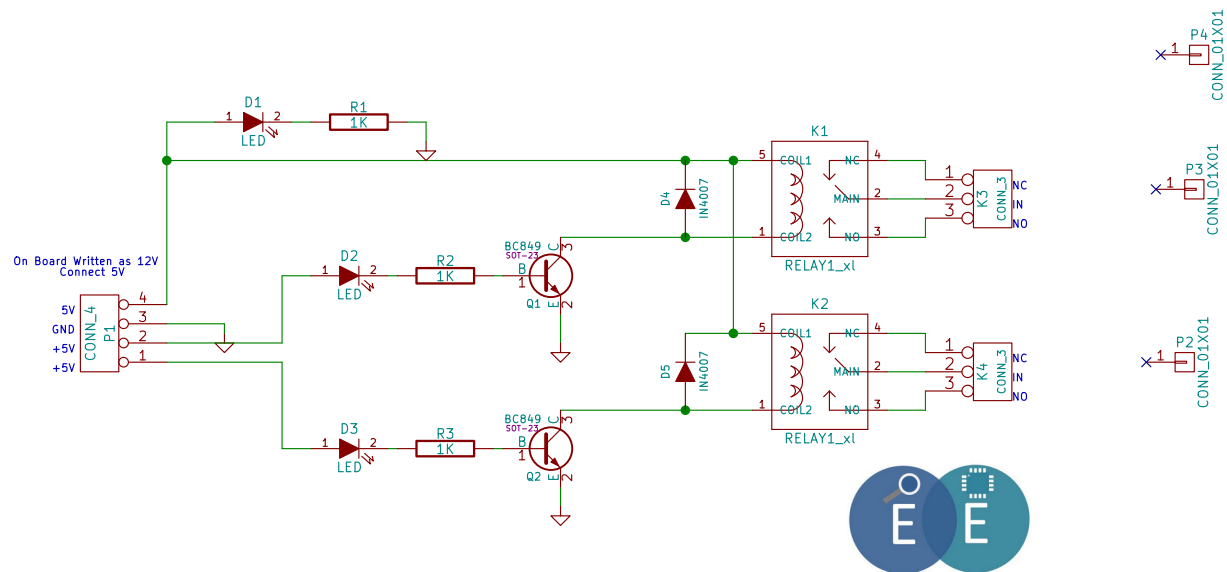 P4
1
CONN_01X01
D1
1 2
LED
R1
1K
K1
5 COIL1 NC 4
MAIN 2
1 COIL2 NO 3
RELAY1_xl
1
2
3
K3
CONN_3
NC
IN
NO
P3
1
CONN_01X01
D4
IN4007
On Board Written as 12V
Connect 5V
D2
1 2
LED
R2
1K
BC849
SOT-23
B
1
C
3
E
2
Q1
5V
GND
+5V
+5V
CONN_4
P1
4
3
2
1
K2
5 COIL1 NC 4
MAIN 2
1 COIL2 NO 3
RELAY1_xl
1
2
3
K4
CONN_3
NC
IN
NO
P2
1
CONN_01X01
D5
IN4007
D3
1 2
LED
R3
1K
BC849
SOT-23
B
1
C
3
E
2
Q2
E E